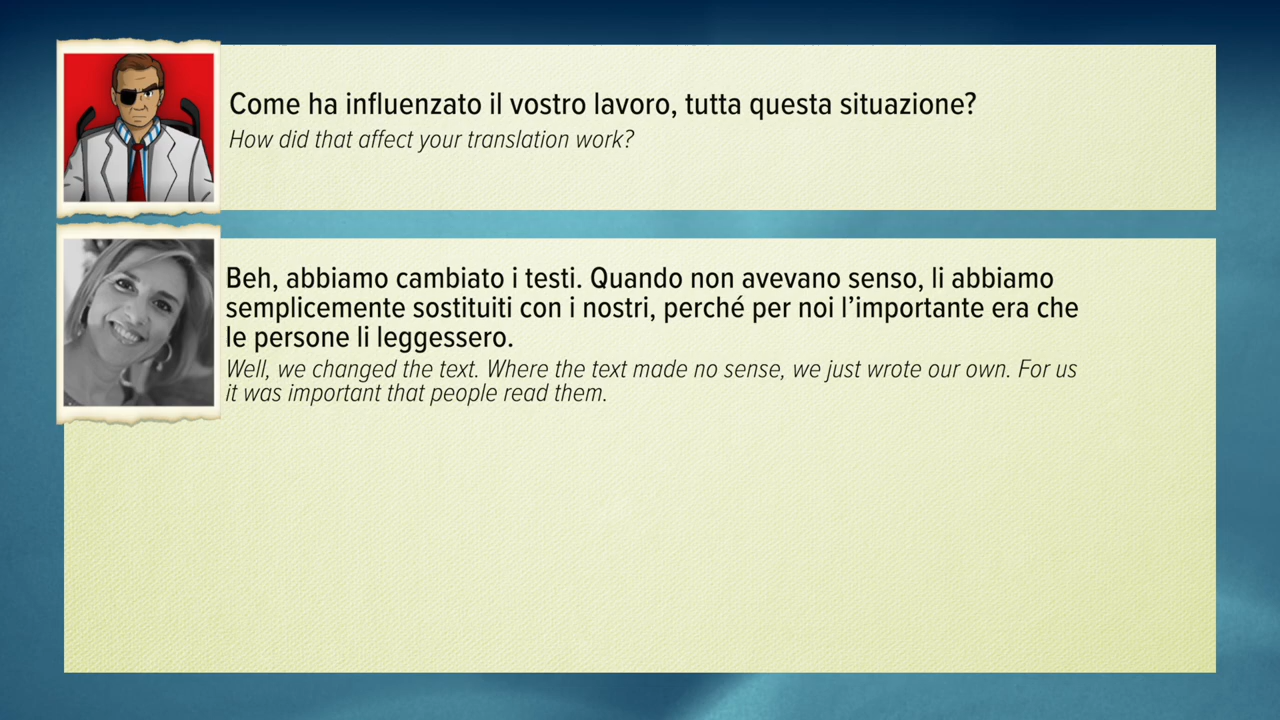 Come ha influenzato il vostro lavoro, tutta questa situazione?
How did that affect your translation work?
Beh, abbiamo cambiato i testi. Quando non avevano senso, li abbiamo
semplicemente sostituiti con i nostri, perché per noi l’importante era che
le persone li leggessero.
Well, we changed the text. Where the text made no sense, we just wrote our own. For us
it was important that people read them.